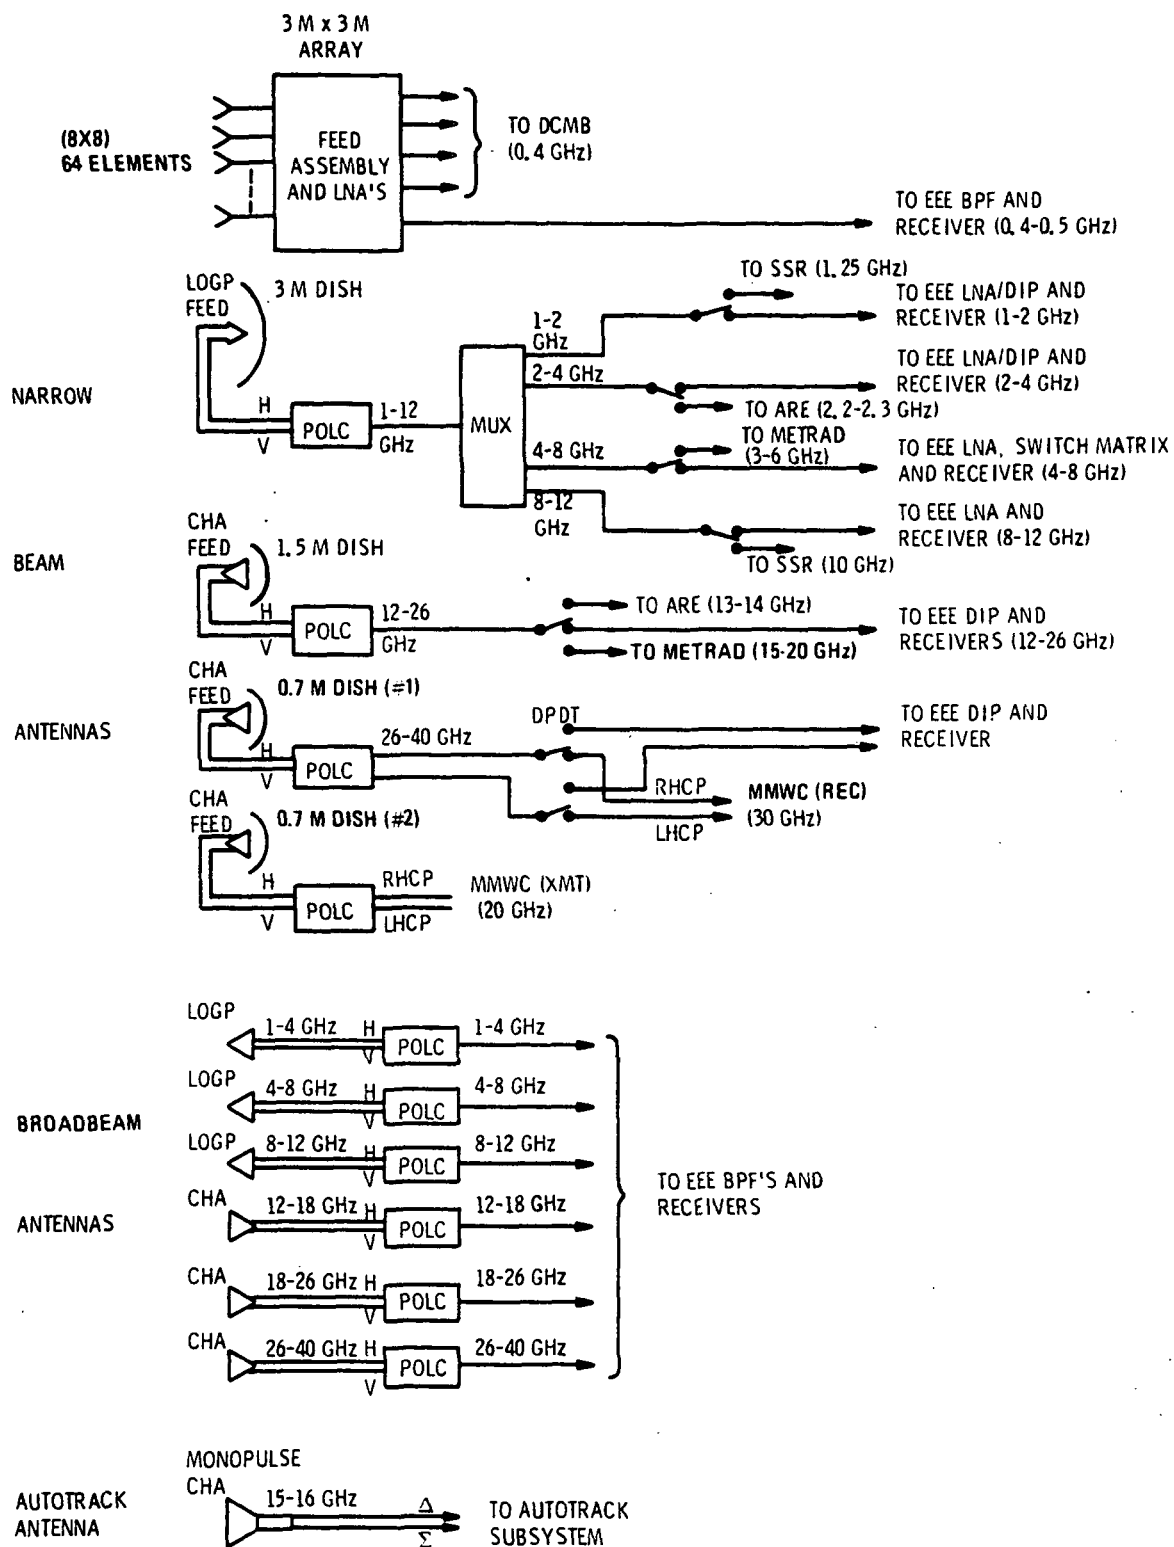 3 M x 3 M
ARRAY
(8X8)
64 ELEMENTS
FEED
ASSEMBLY
AND LNA'S
TO DCMB
(0.4 GHz)
TO EEE BPF AND
RECEIVER (0.4-0.5 GHz)
LOGP
FEED
3 M DISH
NARROW
H
V
POLC
1-12
GHz
MUX
1-2
GHz
TO SSR (1.25 GHz)
TO EEE LNA/DIP AND
RECEIVER (1-2 GHz)
2-4 GHz
TO EEE LNA/DIP AND
RECEIVER (2-4 GHz)
TO ARE (2.2-2.3 GHz)
4-8 GHz
TO METRAD
(3-6 GHz)
TO EEE LNA, SWITCH MATRIX
AND RECEIVER (4-8 GHz)
8-12
GHz
TO EEE LNA AND
RECEIVER (8-12 GHz)
TO SSR (10 GHz)
BEAM
CHA
FEED
1.5 M DISH
H
V
POLC
12-26
GHz
TO ARE (13-14 GHz)
TO EEE DIP AND
RECEIVERS (12-26 GHz)
TO METRAD (15-20 GHz)
ANTENNAS
CHA
FEED
0.7 M DISH (#1)
H
V
POLC
26-40 GHz
DPDT
TO EEE DIP AND
RECEIVER
RHCP
LHCP
MMWC (REC)
(30 GHz)
CHA
FEED
0.7 M DISH (#2)
H
V
POLC
RHCP
LHCP
MMWC (XMT)
(20 GHz)
BROADBEAM
ANTENNAS
LOGP
1-4 GHz
H
V
POLC
1-4 GHz
LOGP
4-8 GHz
H
V
POLC
4-8 GHz
LOGP
8-12 GHz
H
V
POLC
8-12 GHz
TO EEE BPF'S AND
RECEIVERS
CHA
12-18 GHz
H
V
POLC
12-18 GHz
CHA
18-26 GHz
H
V
POLC
18-26 GHz
CHA
26-40 GHz
H
V
POLC
26-40 GHz
AUTOTRACK
ANTENNA
MONOPULSE
CHA
15-16 GHz
Δ
Σ
TO AUTOTRACK
SUBSYSTEM